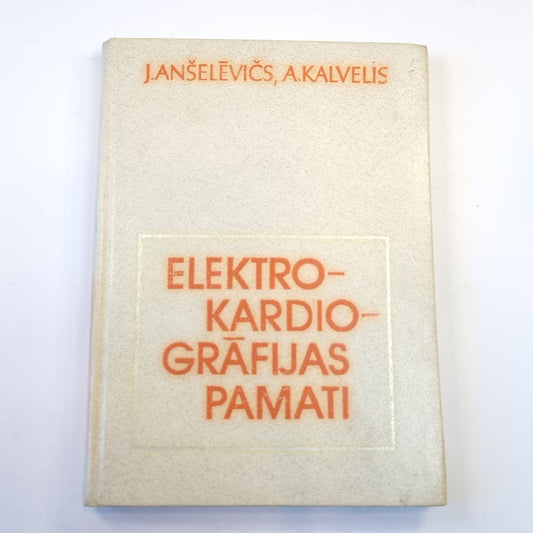 J.ANŠELĒVIČS, A.KALVELIS
ELEKTRO-
KARDIO-
GRĀFIJAS
PAMATI